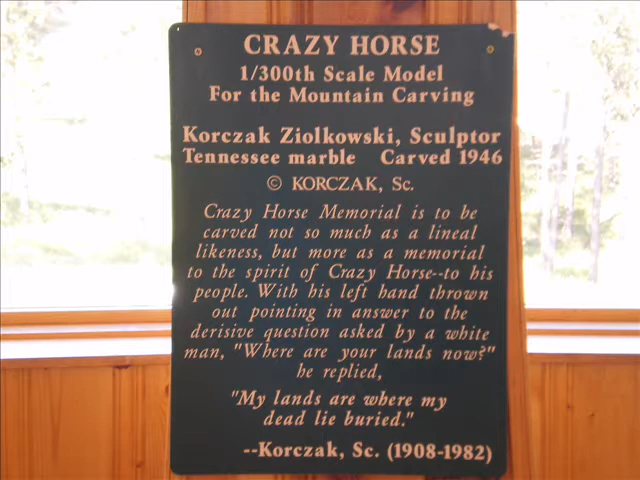 CRAZY HORSE
1/300th Scale Model
For the Mountain Carving
Korczak Ziolkowski, Sculptor
Tennessee marble Carved 1946
© KORCZAK, Sc.
Crazy Horse Memorial is to be
carved not so much as a lineal
likeness, but more as a memorial
to the spirit of Crazy Horse--to his
people. With his left hand thrown
out pointing in answer to the
derisive question asked by a white
man, "Where are your lands now?"
he replied,
"My lands are where my
dead lie buried."
--Korczak, Sc. (1908-1982)